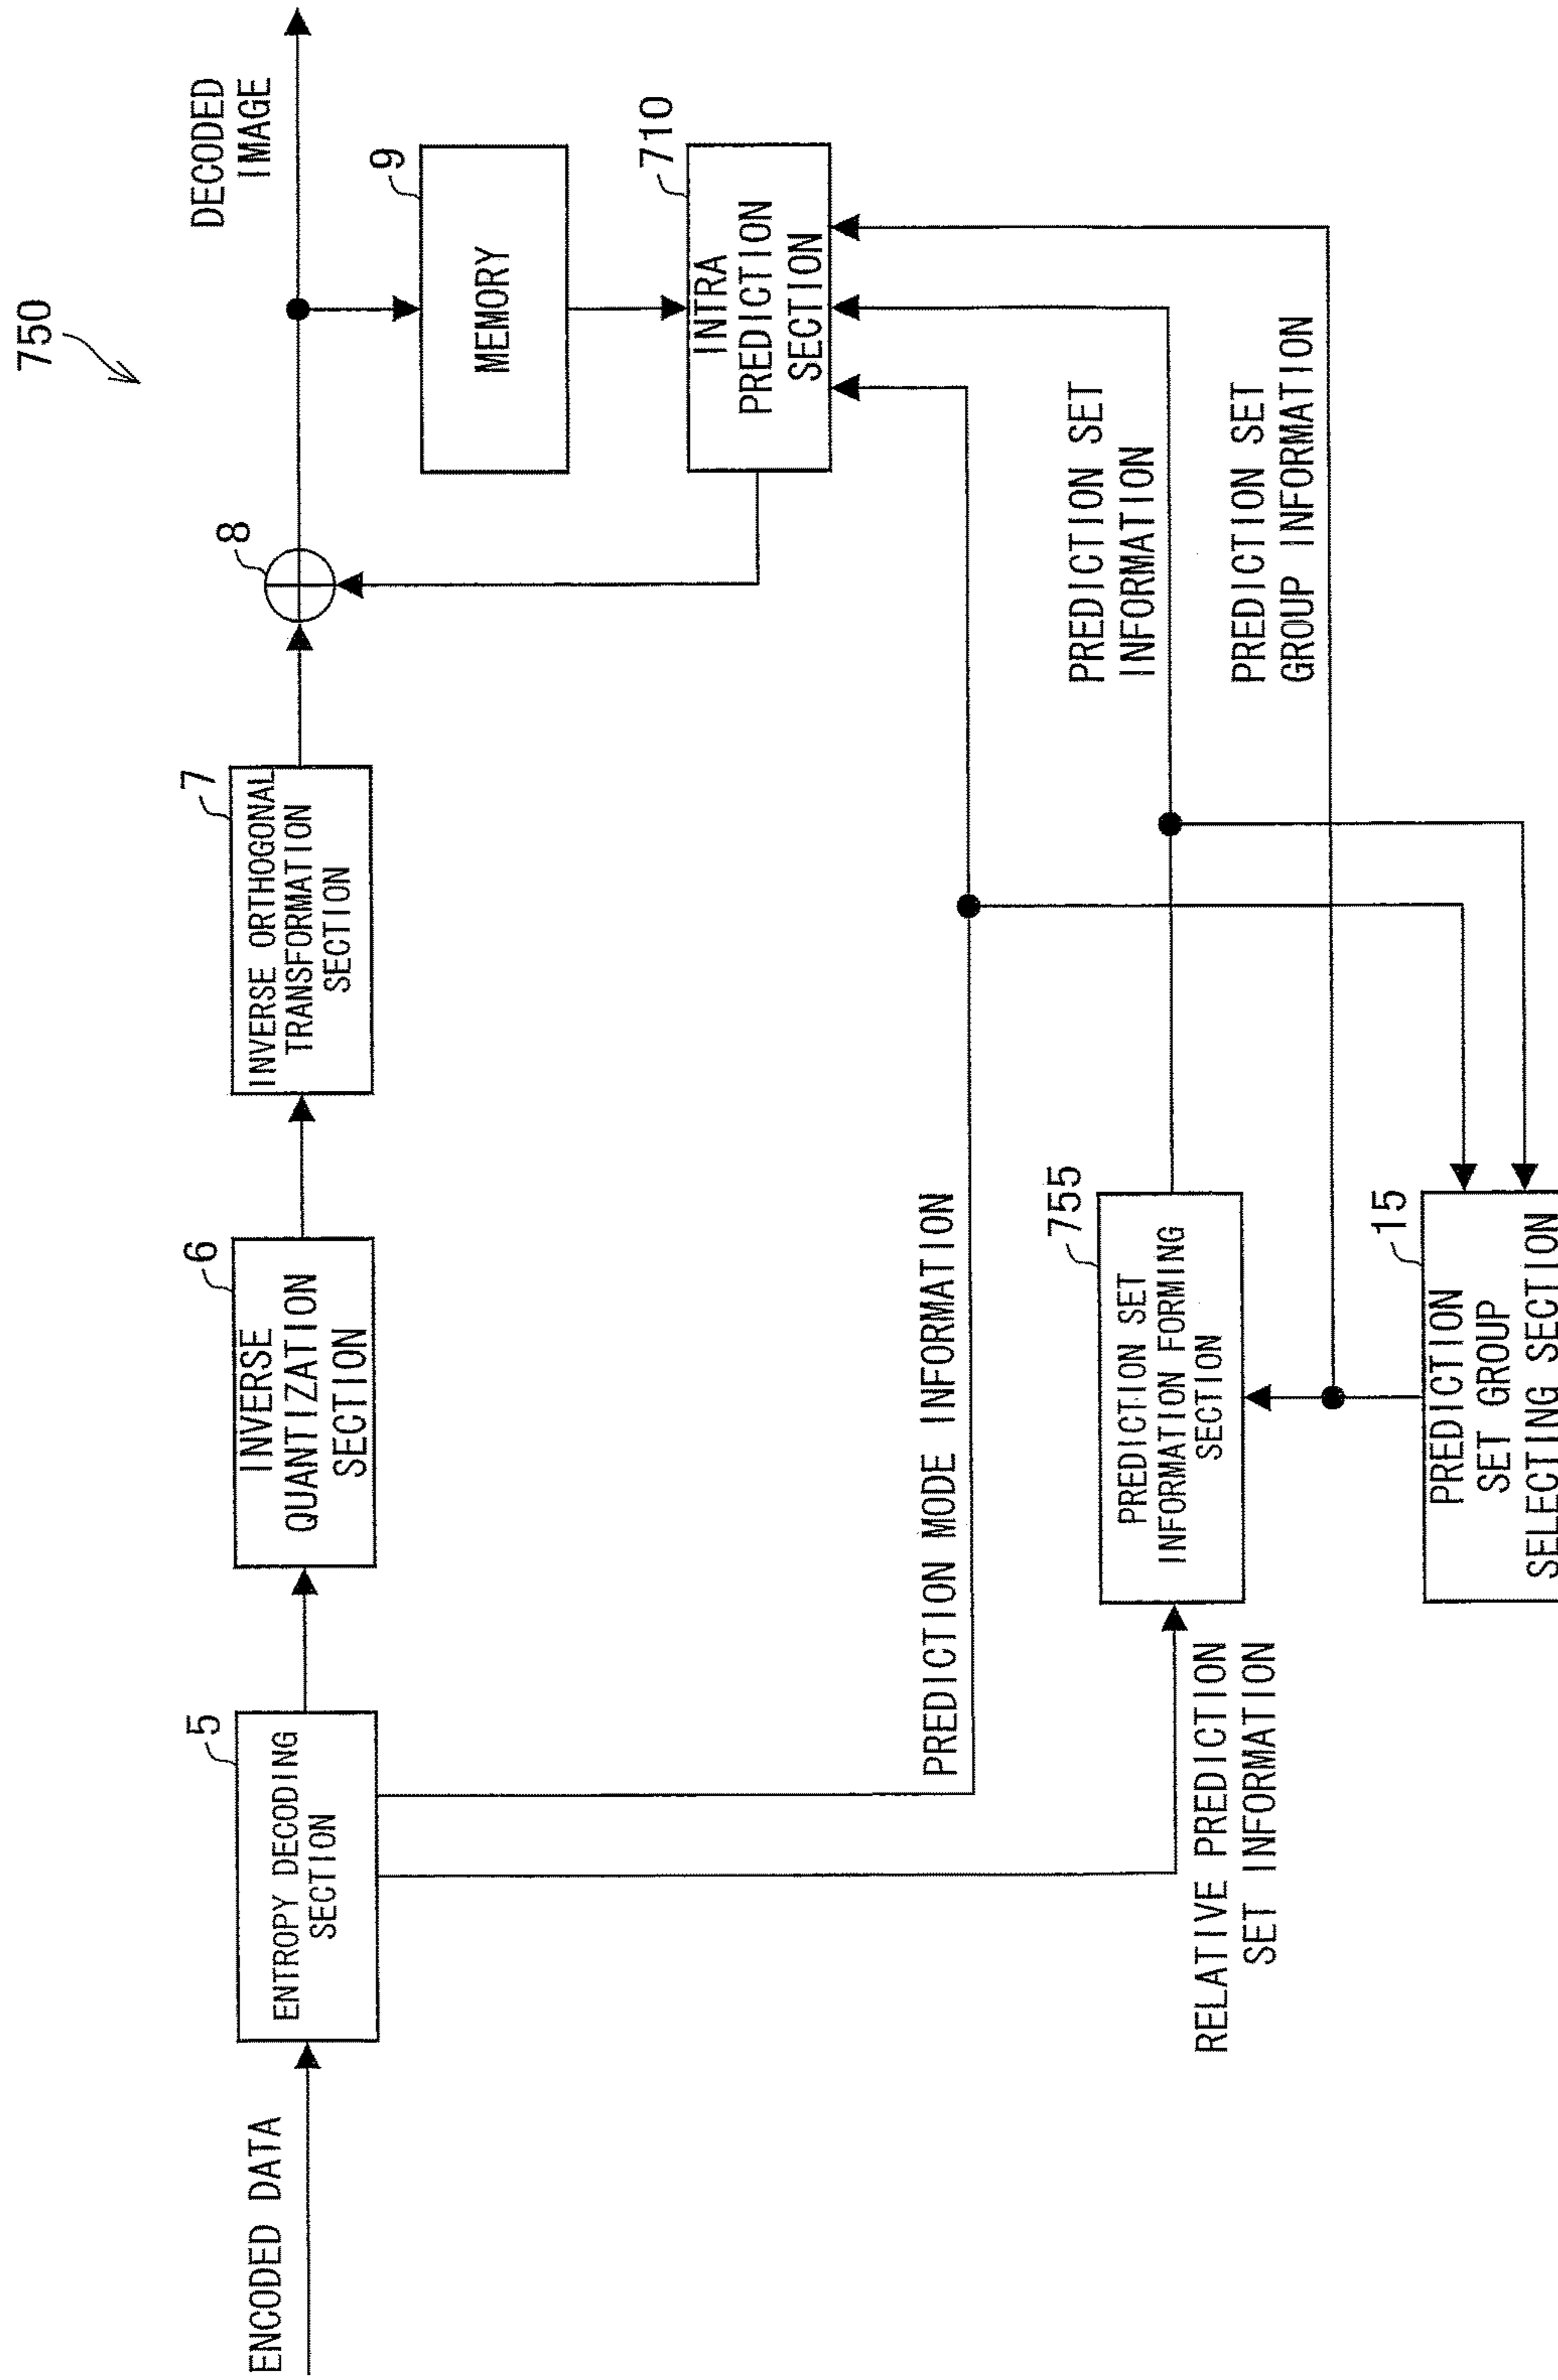 750
ENCODED DATA
5
ENTROPY DECODING
SECTION
6
INVERSE
QUANTIZATION
SECTION
7
INVERSE ORTHOGONAL
TRANSFORMATION
SECTION
8
DECODED
IMAGE
9
MEMORY
710
INTRA
PREDICTION
SECTION
PREDICTION MODE INFORMATION
RELATIVE PREDICTION
SET INFORMATION
755
PREDICTION SET
INFORMATION FORMING
SECTION
PREDICTION SET
INFORMATION
15
PREDICTION
SET GROUP
SELECTING SECTION
PREDICTION SET
GROUP INFORMATION